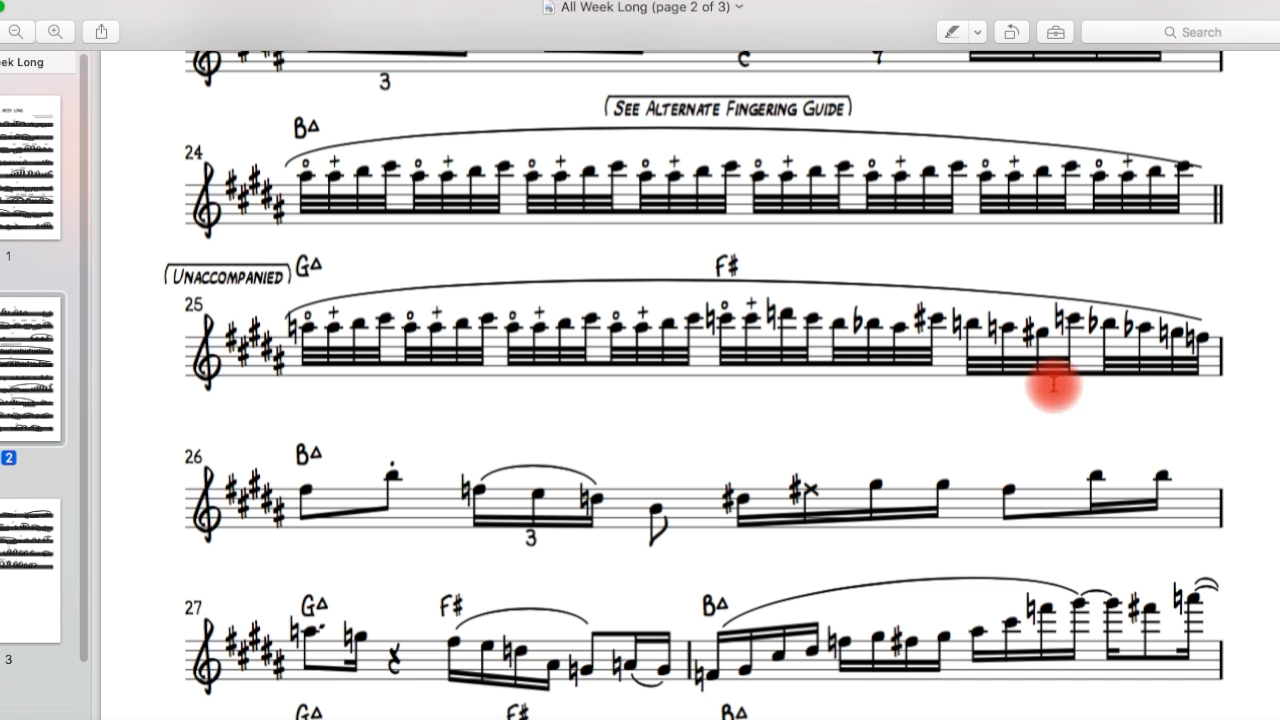 All Week Long (page 2 of 3)
Search
ek Long
1
2
3
3
C
7
(See Alternate Fingering Guide)
B△
24
(Unaccompanied)
G△
F#
25
B△
26
3
G△
F#
B△
27
G△
F#
B△